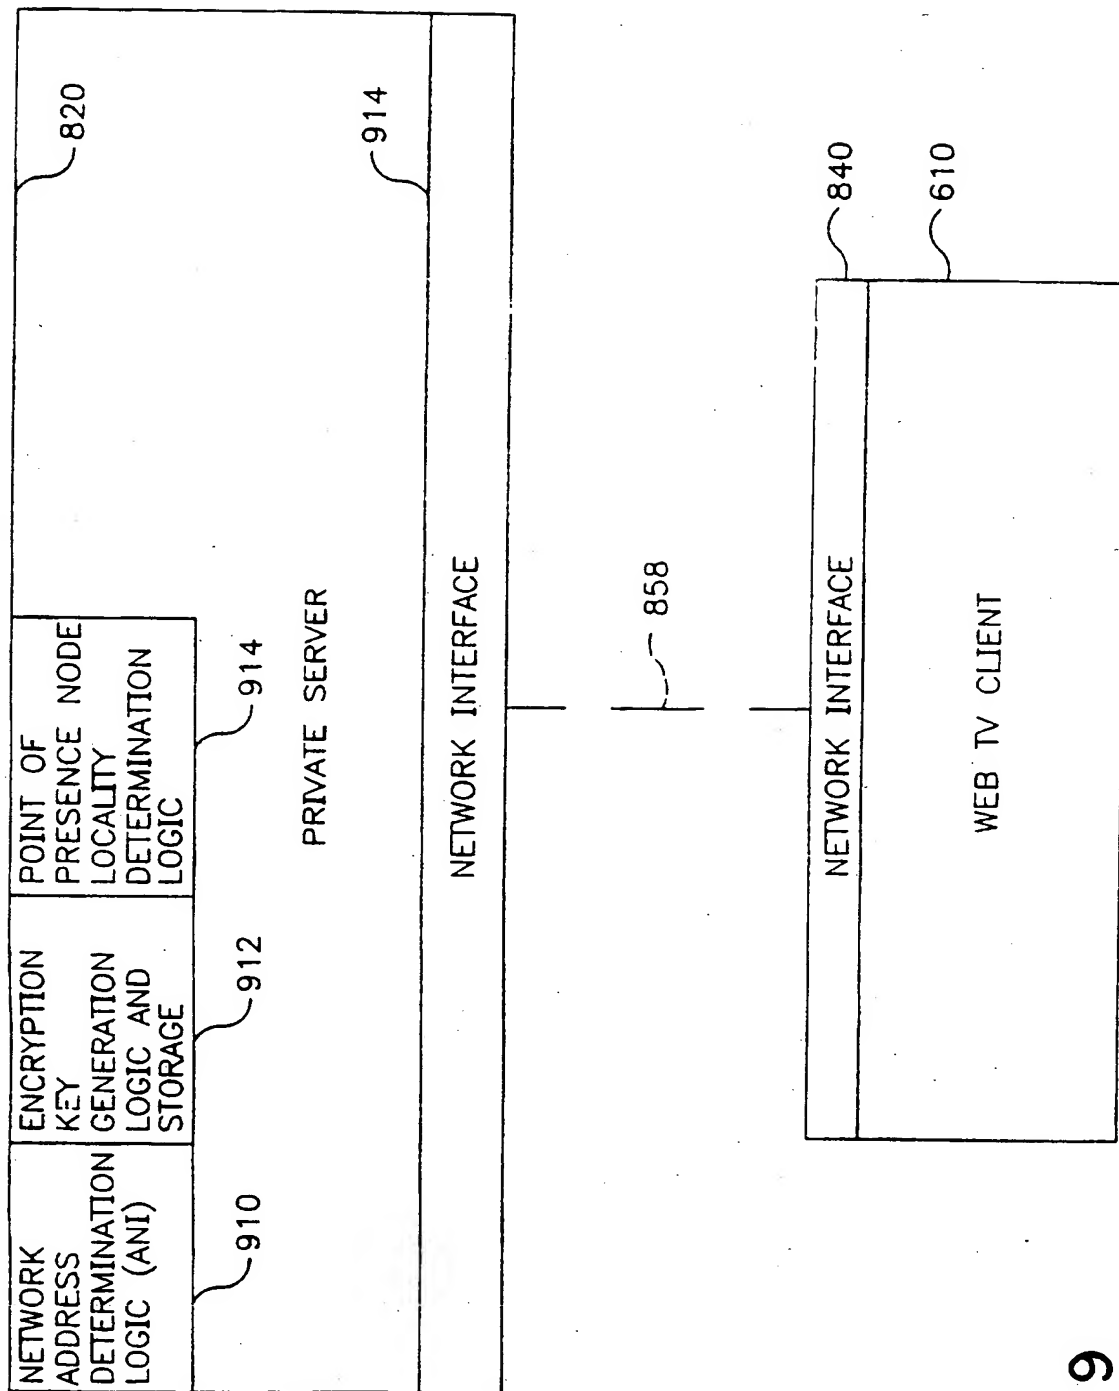 NETWORK
ADDRESS
DETERMINATION
LOGIC (ANI)
910
ENCRYPTION
KEY
GENERATION
LOGIC AND
STORAGE
912
POINT OF
PRESENCE NODE
LOCALITY
DETERMINATION
LOGIC
914
820
PRIVATE SERVER
914
NETWORK INTERFACE
858
NETWORK INTERFACE
840
WEB TV CLIENT
610
9